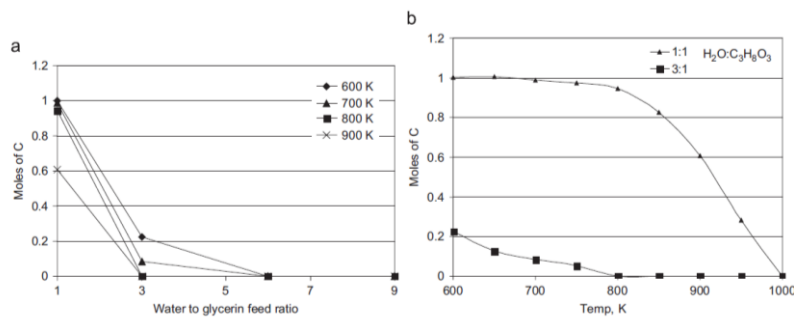 a
1.2
1
0.8
0.6
0.4
0.2
0
Moles of C
1 3 5 7 9
Water to glycerin feed ratio
600 K
700 K
800 K
900 K
b
1.2
1
0.8
0.6
0.4
0.2
0
Moles of C
600 700 800 900 1000
Temp, K
1:1 H₂O:C₃H₈O₃
3:1